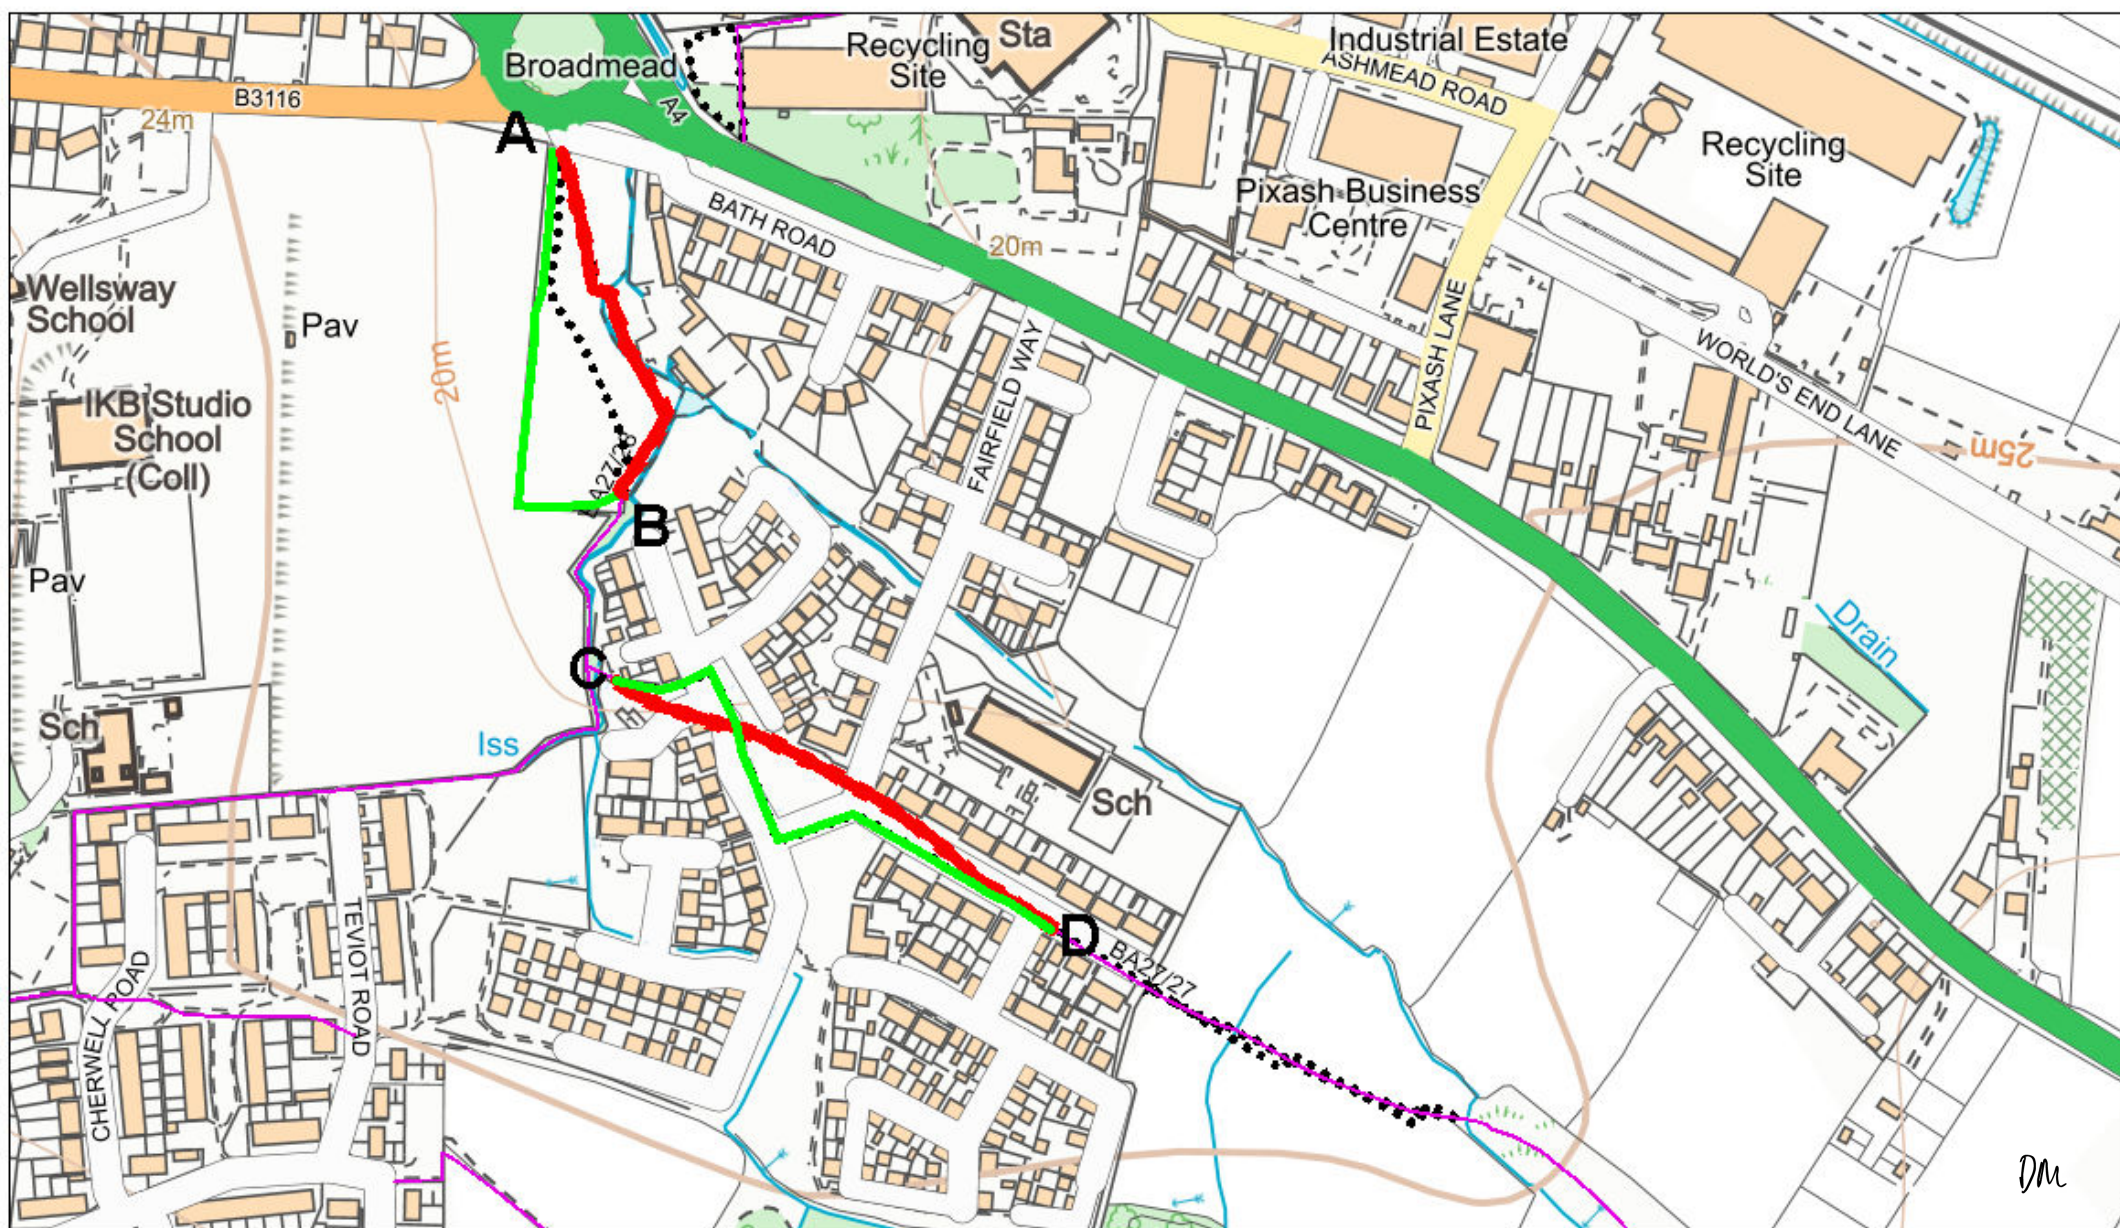 Broadmead
Recycling
Site
Sta
Industrial Estate
ASHMEAD ROAD
B3116
24m
A4
A
Recycling
Site
Pixash Business
Centre
BATH ROAD
20m
Wellsway
School
Pav
20m
IKB Studio
School
(Coll)
PIXASH LANE
WORLD'S END LANE
FAIRFIELD WAY
25m
B
Pav
Drain
C
Sch
Iss
Sch
D
BA27/27
TEVIOT ROAD
CHERWELL ROAD
DM